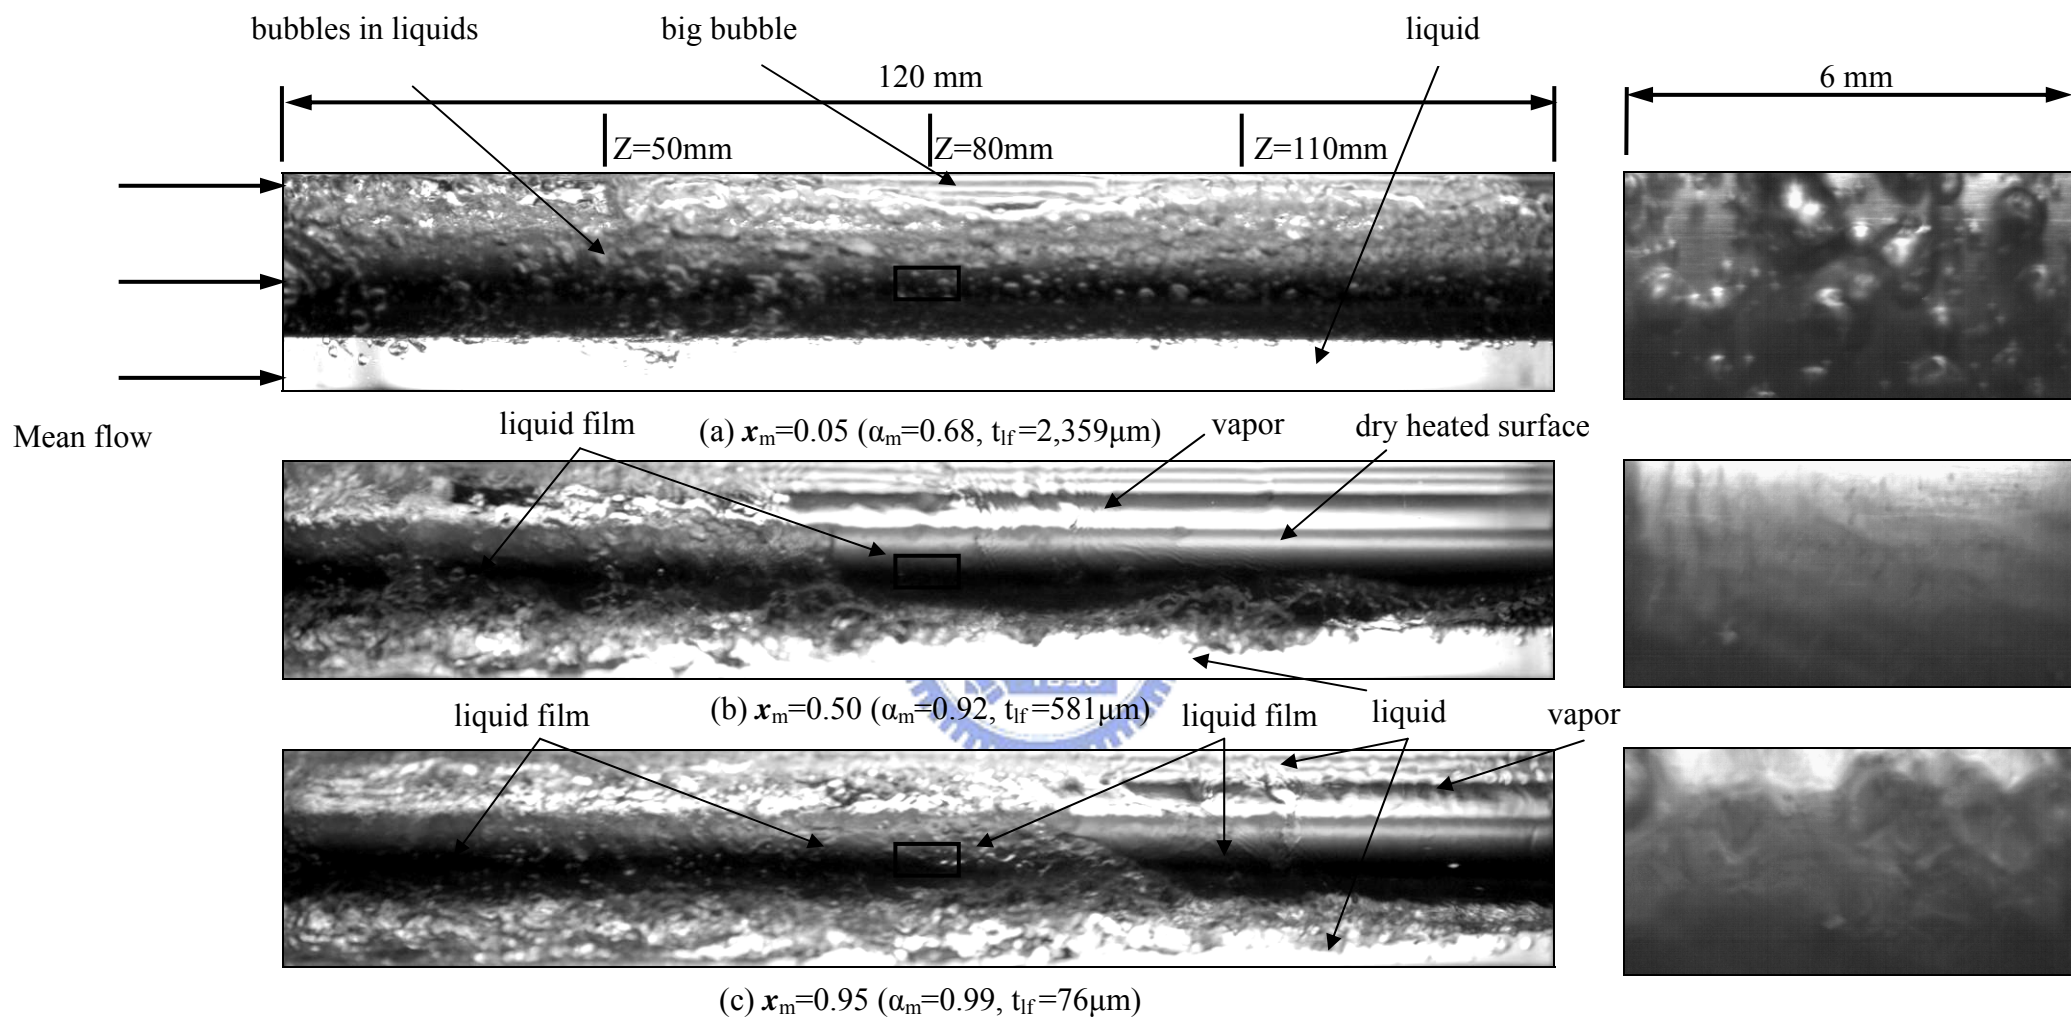 bubbles in liquids big bubble liquid
120 mm 6 mm
Z=50mm Z=80mm Z=110mm
Mean flow
(a) xm=0.05 (αm=0.68, tlf=2,359μm)
liquid film vapor dry heated surface
(b) xm=0.50 (αm=0.92, tlf=581μm)
liquid film liquid film liquid vapor
(c) xm=0.95 (αm=0.99, tlf=76μm)